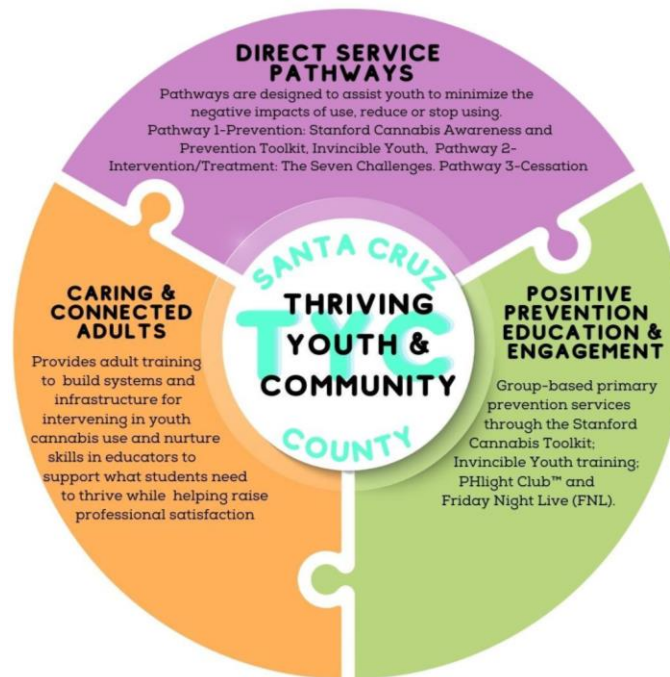 DIRECT SERVICE
PATHWAYS
Pathways are designed to assist youth to minimize the
negative impacts of use, reduce or stop using.
Pathway 1-Prevention: Stanford Cannabis Awareness and
Prevention Toolkit, Invincible Youth, Pathway 2-
Intervention/Treatment: The Seven Challenges. Pathway 3-Cessation
SANTA CRUZ
TYC
THRIVING
YOUTH &
COMMUNITY
COUNTY
CARING &
CONNECTED
ADULTS
Provides adult training
to build systems and
infrastructure for
intervening in youth
cannabis use and nurture
skills in educators to
support what students need
to thrive while helping raise
professional satisfaction
POSITIVE
PREVENTION
EDUCATION &
ENGAGEMENT
Group-based primary
prevention services
through the Stanford
Cannabis Toolkit;
Invincible Youth training;
PHlight Club™ and
Friday Night Live (FNL).